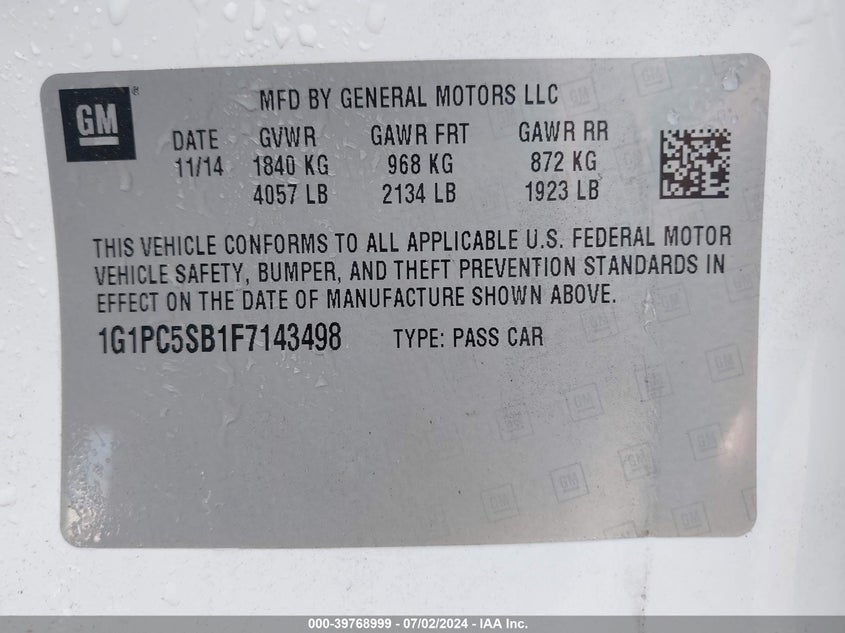 GM
MFD BY GENERAL MOTORS LLC
DATE GVWR GAWR FRT GAWR RR
11/14 1840 KG 968 KG 872 KG
4057 LB 2134 LB 1923 LB
THIS VEHICLE CONFORMS TO ALL APPLICABLE U.S. FEDERAL MOTOR
VEHICLE SAFETY, BUMPER, AND THEFT PREVENTION STANDARDS IN
EFFECT ON THE DATE OF MANUFACTURE SHOWN ABOVE.
1G1PC5SB1F7143498 TYPE: PASS CAR
000-39768999 - 07/02/2024 - IAA Inc.